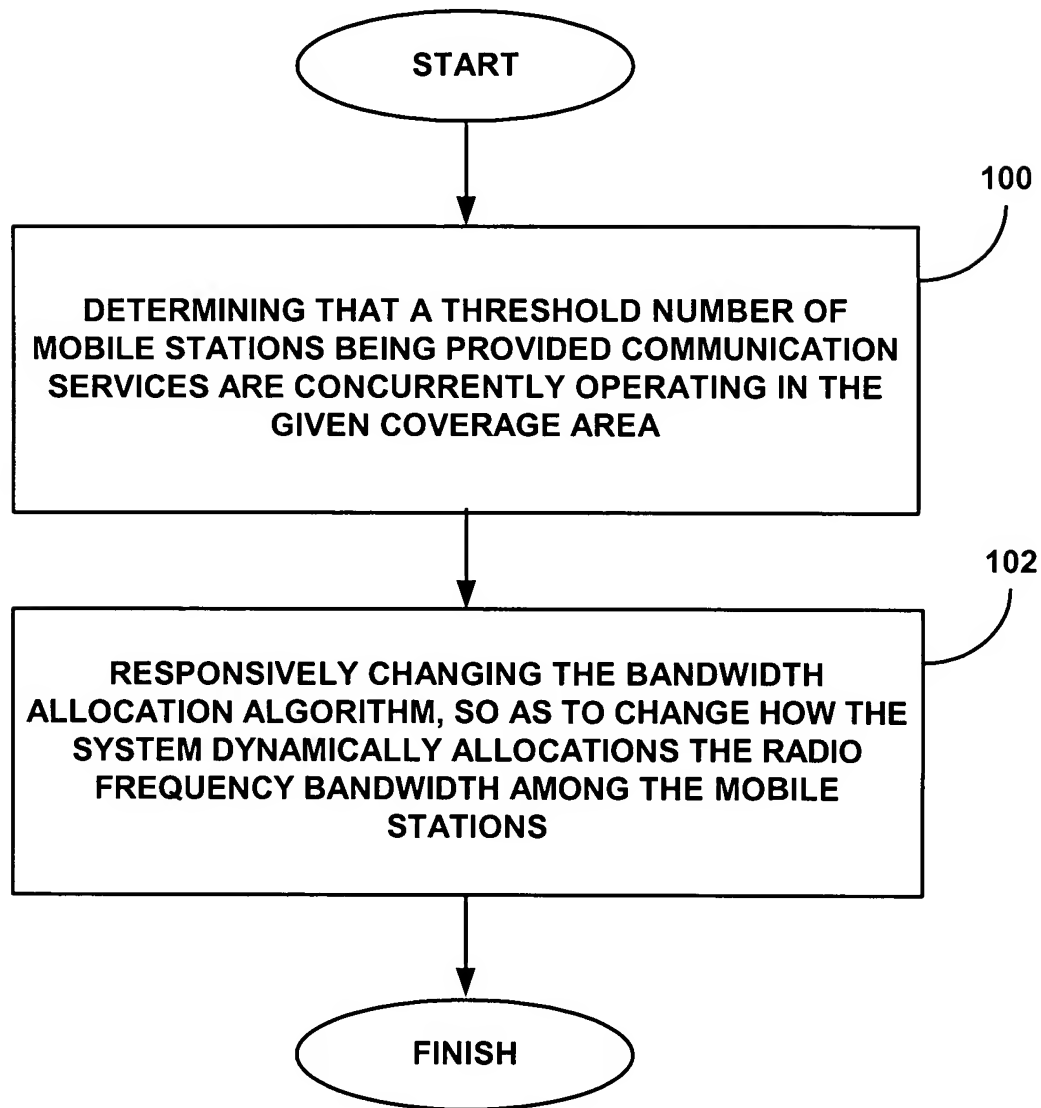 START
100
DETERMINING THAT A THRESHOLD NUMBER OF
MOBILE STATIONS BEING PROVIDED COMMUNICATION
SERVICES ARE CONCURRENTLY OPERATING IN THE
GIVEN COVERAGE AREA
102
RESPONSIVELY CHANGING THE BANDWIDTH
ALLOCATION ALGORITHM, SO AS TO CHANGE HOW THE
SYSTEM DYNAMICALLY ALLOCATIONS THE RADIO
FREQUENCY BANDWIDTH AMONG THE MOBILE
STATIONS
FINISH